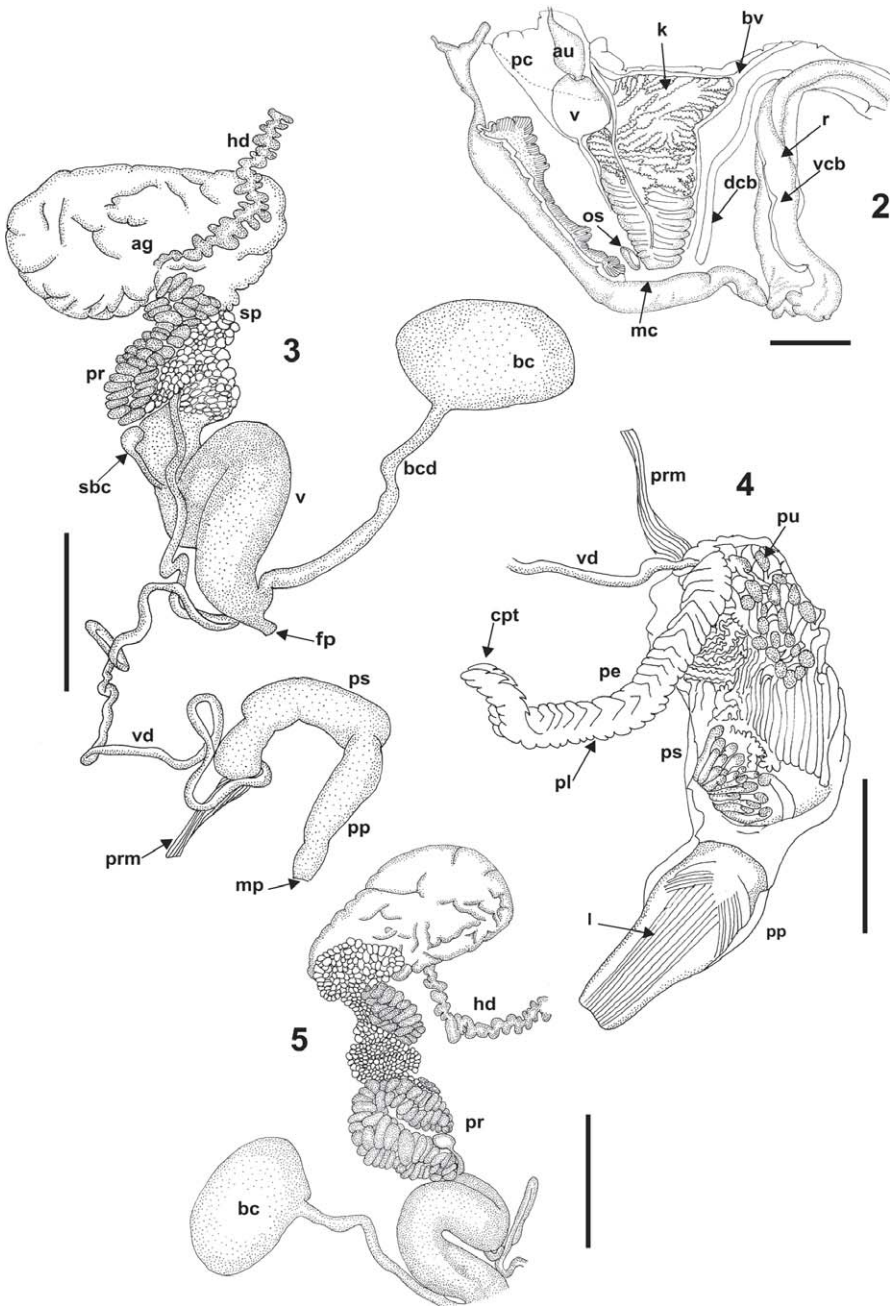 bv
k
au
pc
v
hd
r
vcb
dcb
2
ag
os
mc
sp
3
bc
pr
bcd
sbc
v
prm
4
pu
vd
fp
cpt
pe
ps
ps
pl
vd
pp
prm
mp
l
pp
hd
5
pr
bc